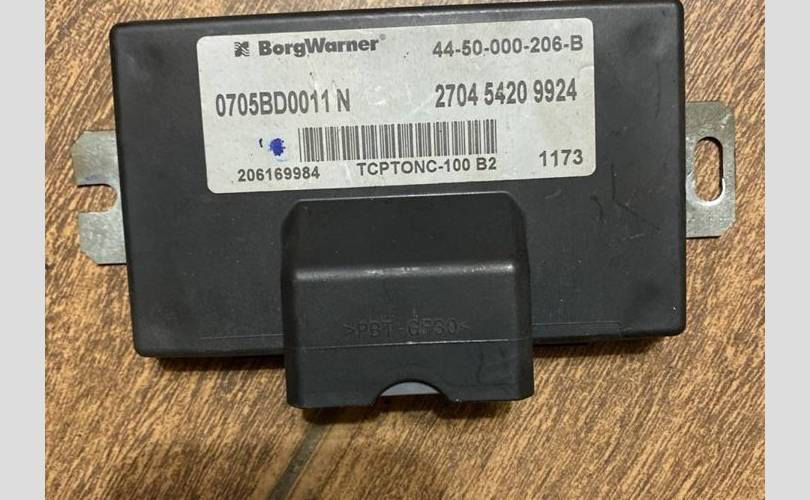 BorgWarner® 44-50-000-206-B
0705BD0011 N 2704 5420 9924
206169984 TCPTONC-100 B2 1173
>PBT-GF30<